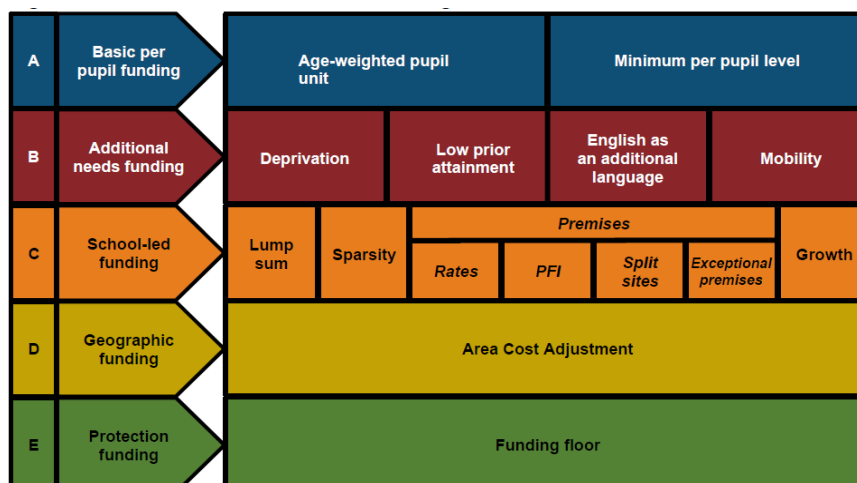 A
Basic per
pupil funding
Age-weighted pupil
unit
Minimum per pupil level
B
Additional
needs funding
Deprivation
Low prior
attainment
English as
an additional
language
Mobility
C
School-led
funding
Lump
sum
Sparsity
Premises
Rates
PFI
Split
sites
Exceptional
premises
Growth
D
Geographic
funding
Area Cost Adjustment
E
Protection
funding
Funding floor